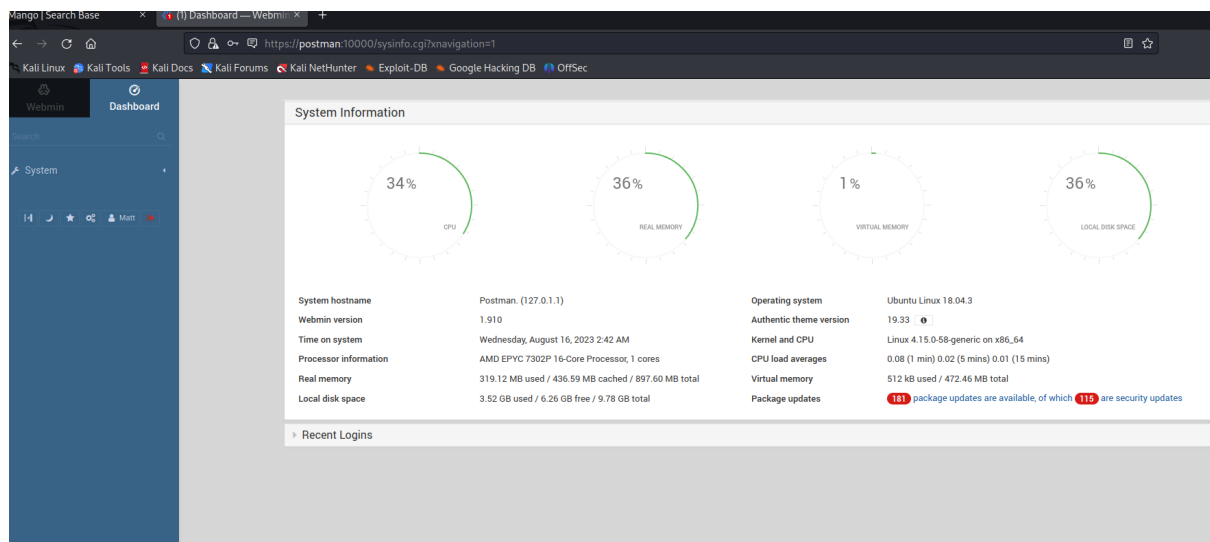 Mango | Search Base × (1) Dashboard — Webmin × +
https://postman:10000/sysinfo.cgi?xnavigation=1
Kali Linux Kali Tools Kali Docs Kali Forums Kali NetHunter Exploit-DB Google Hacking DB OffSec
Webmin Dashboard
Search
System
Matt
System Information
34%
CPU
36%
REAL MEMORY
1%
VIRTUAL MEMORY
36%
LOCAL DISK SPACE
System hostname Postman. (127.0.1.1) Operating system Ubuntu Linux 18.04.3
Webmin version 1.910 Authentic theme version 19.33
Time on system Wednesday, August 16, 2023 2:42 AM Kernel and CPU Linux 4.15.0-58-generic on x86_64
Processor information AMD EPYC 7302P 16-Core Processor, 1 cores CPU load averages 0.08 (1 min) 0.02 (5 mins) 0.01 (15 mins)
Real memory 319.12 MB used / 436.59 MB cached / 897.60 MB total Virtual memory 512 kB used / 472.46 MB total
Local disk space 3.52 GB used / 6.26 GB free / 9.78 GB total Package updates 181 package updates are available, of which 115 are security updates
Recent Logins